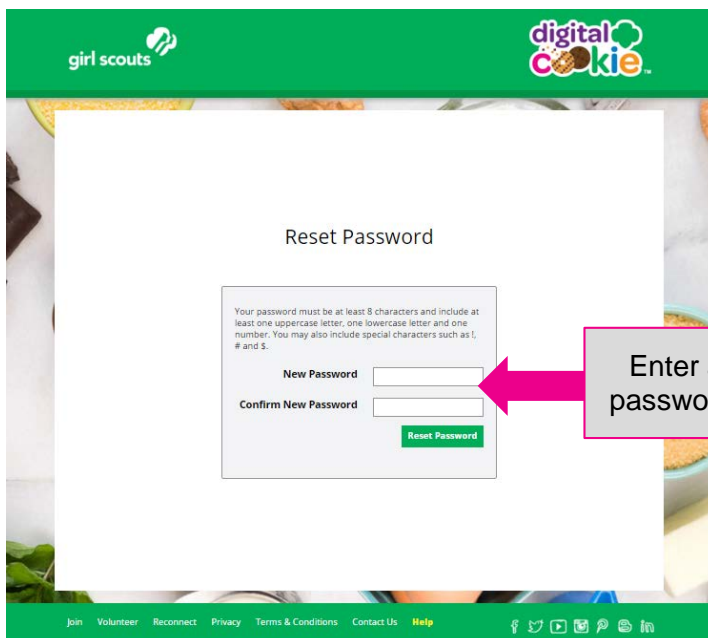 girl scouts
digital
cookie
Reset Password
Your password must be at least 8 characters and include at
least one uppercase letter, one lowercase letter and one
number. You may also include special characters such as !,
# and $.
New Password
Enter
Confirm New Password
Reset Password
Join Volunteer Reconnect Privacy Terms & Conditions Contact Us Help